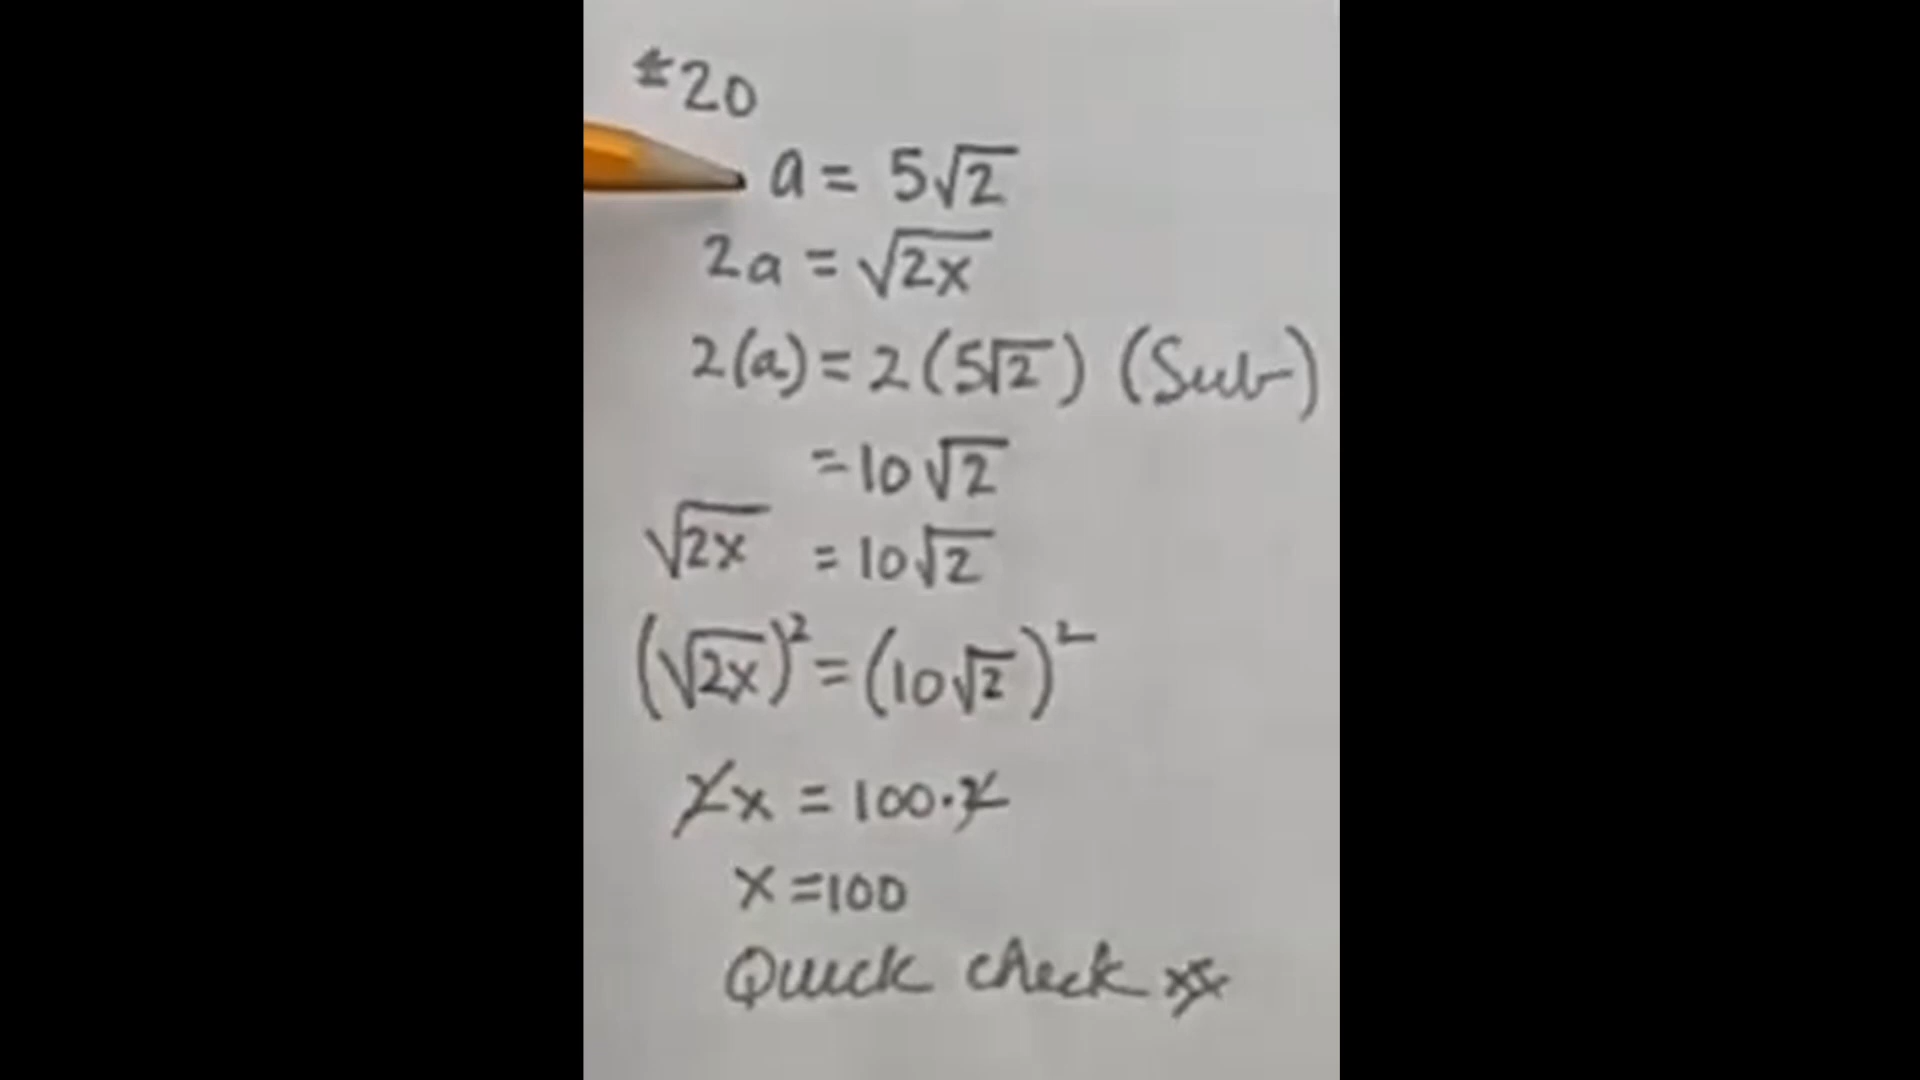 #20
a = 5√2
2a = √2x
2(a) = 2(5√2) (Sub)
= 10√2
√2x = 10√2
(√2x)² = (10√2)²
2x = 100·2
x = 100
Quick check